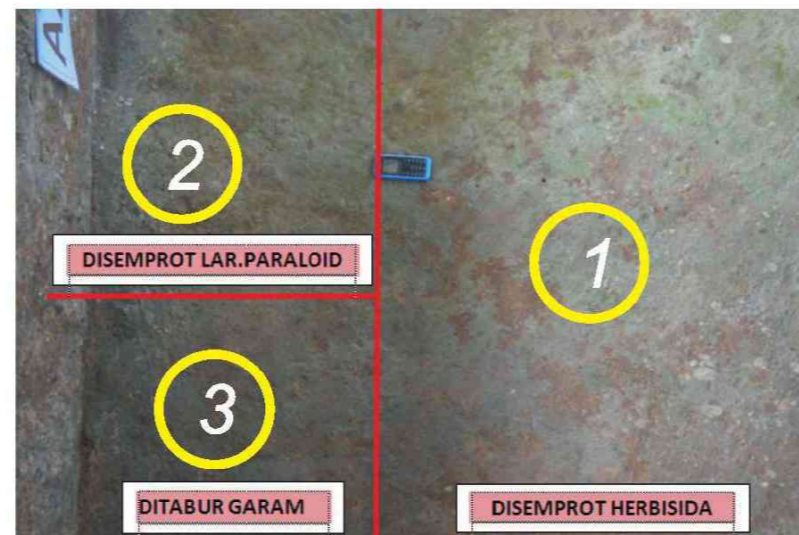 2
DISEMPROT LAR.PARALOID
1
3
DITABUR GARAM
DISEMPROT HERBISIDA